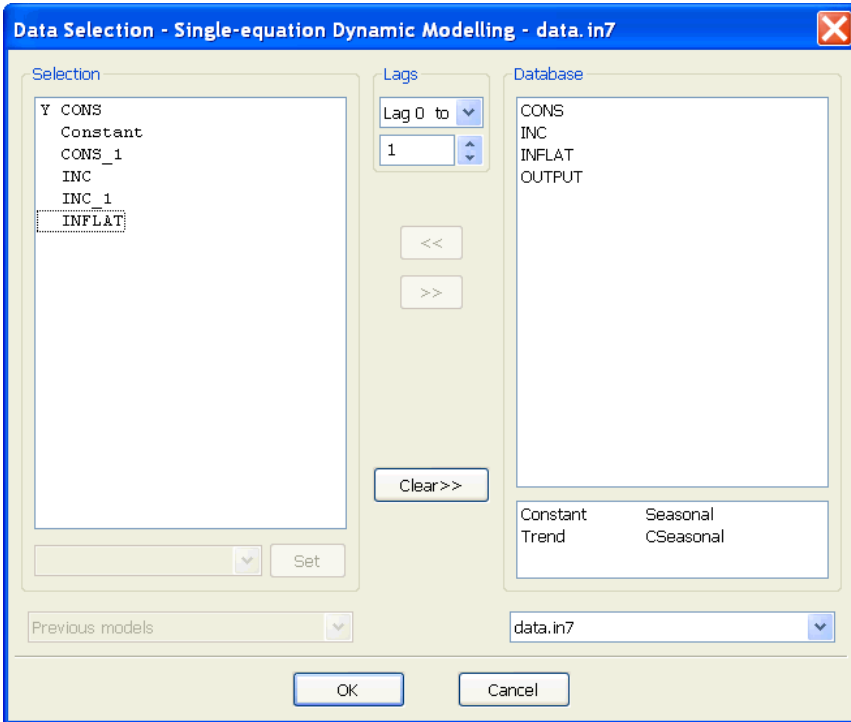 Data Selection - Single-equation Dynamic Modelling - data.in7
Selection
Y CONS
Constant
CONS_1
INC
INC_1
INFLAT
Set
Previous models
Lags
Lag 0 to
1
<<
>>
Clear>>
Database
CONS
INC
INFLAT
OUTPUT
Constant Seasonal
Trend CSeasonal
data.in7
OK Cancel